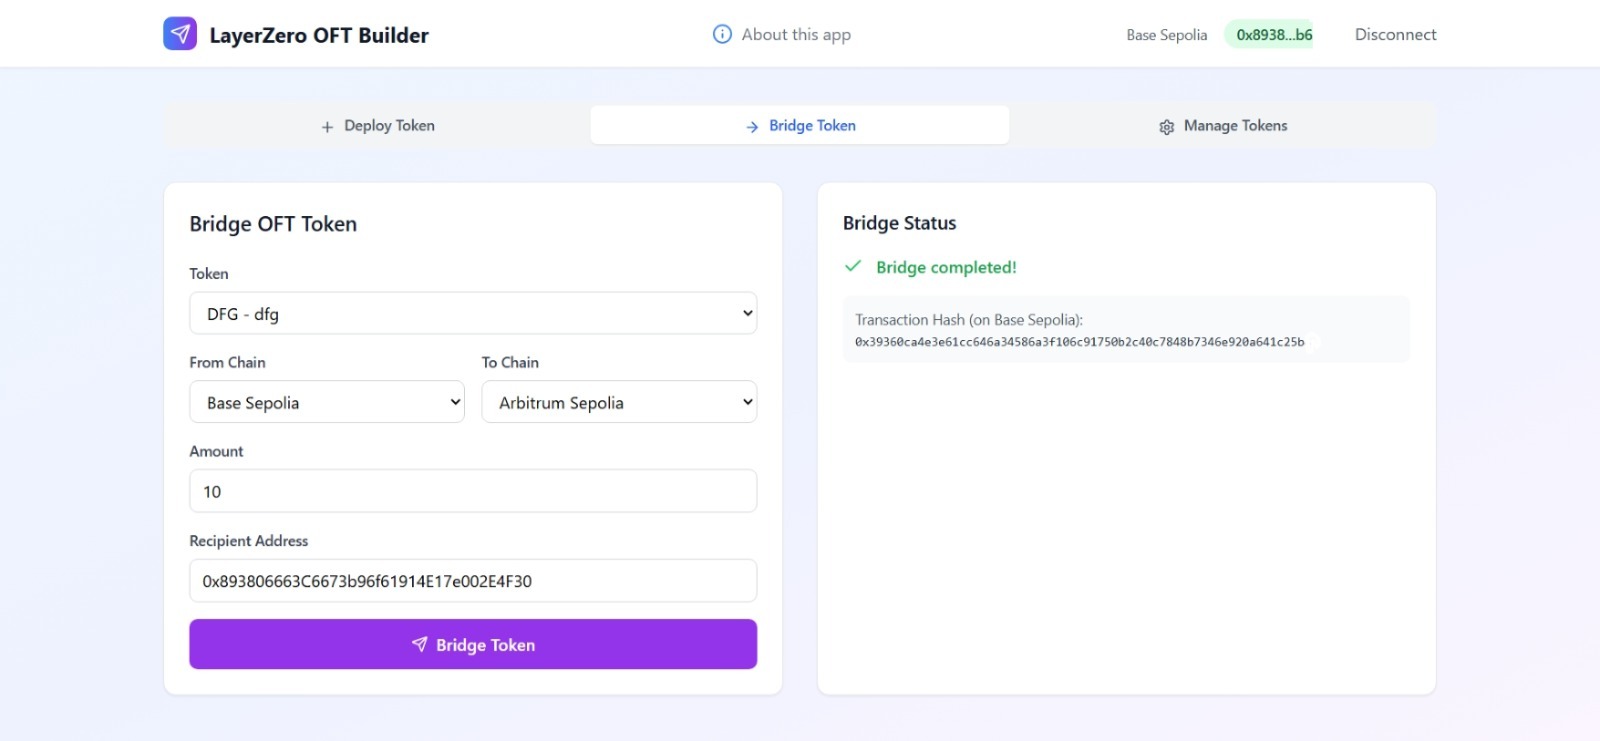 LayerZero OFT Builder
About this app
Base Sepolia
0x8938...b6
Disconnect
Deploy Token
Bridge Token
Manage Tokens
Bridge OFT Token
Token
DFG - dfg
From Chain
To Chain
Base Sepolia
Arbitrum Sepolia
Amount
10
Recipient Address
0x893806663C6673b96f61914E17e002E4F30
Bridge Token
Bridge Status
Bridge completed!
Transaction Hash (on Base Sepolia):
0x39360ca4e3e61cc646a34586a3f106c91750b2c40c7848b7346e920a641c25b